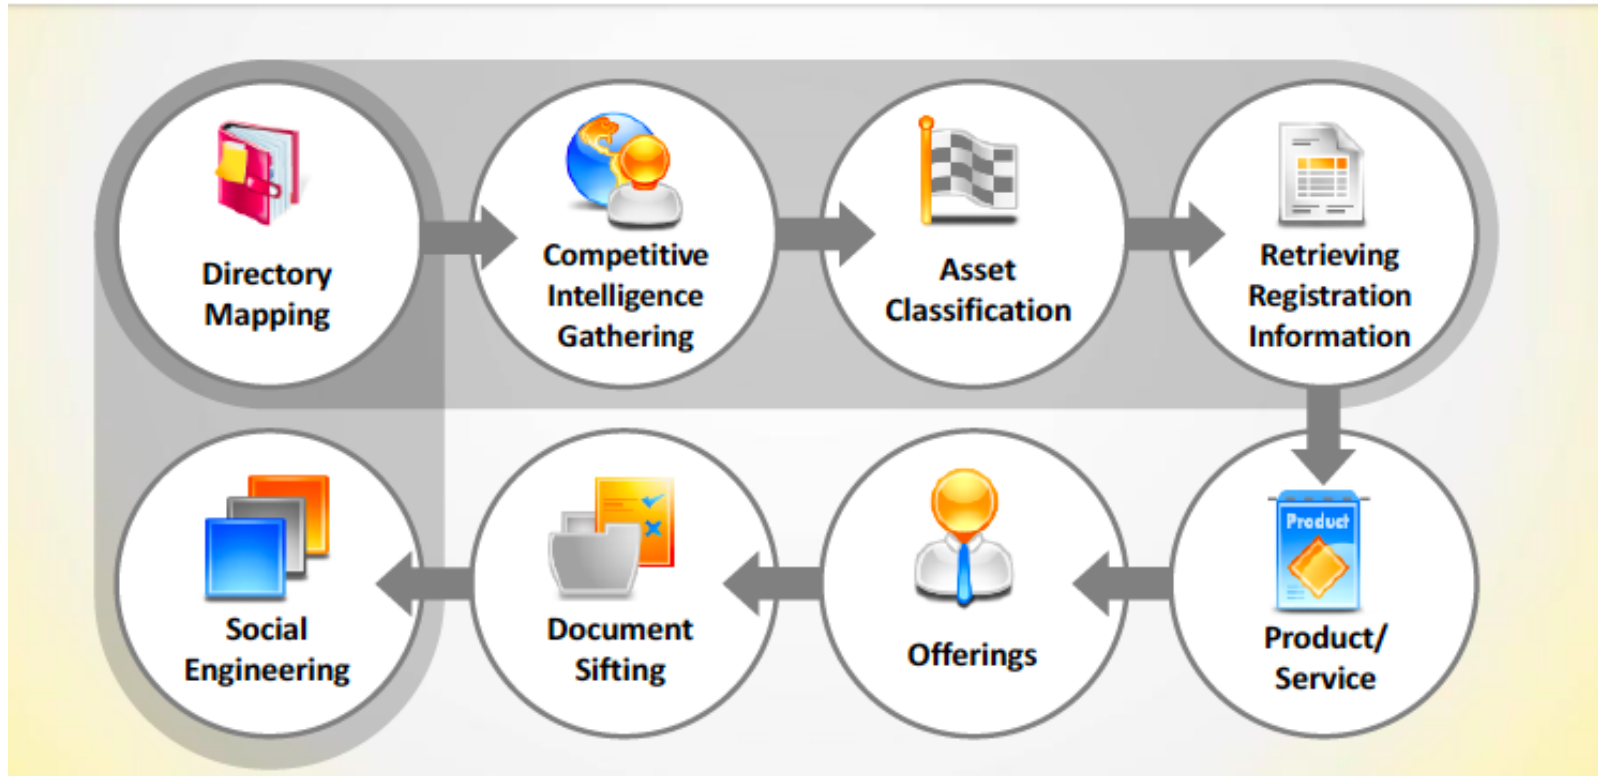 Directory
Mapping
Competitive
Intelligence
Gathering
Asset
Classification
Retrieving
Registration
Information
Product
Product/
Service
Offerings
Document
Sifting
Social
Engineering